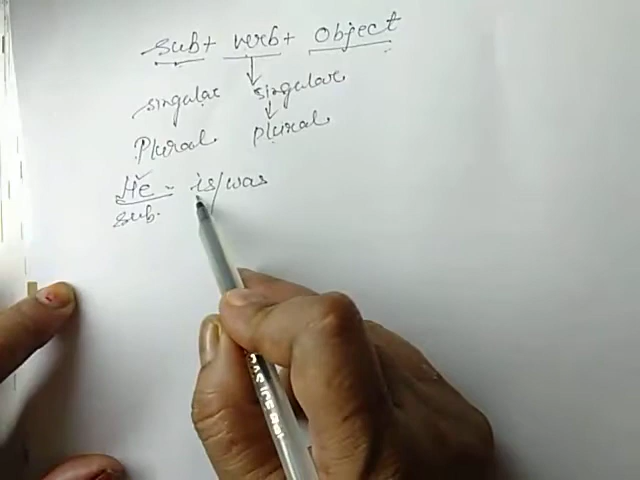 sub + verb + Object
singular singular
Plural plural
He - is/was
sub.